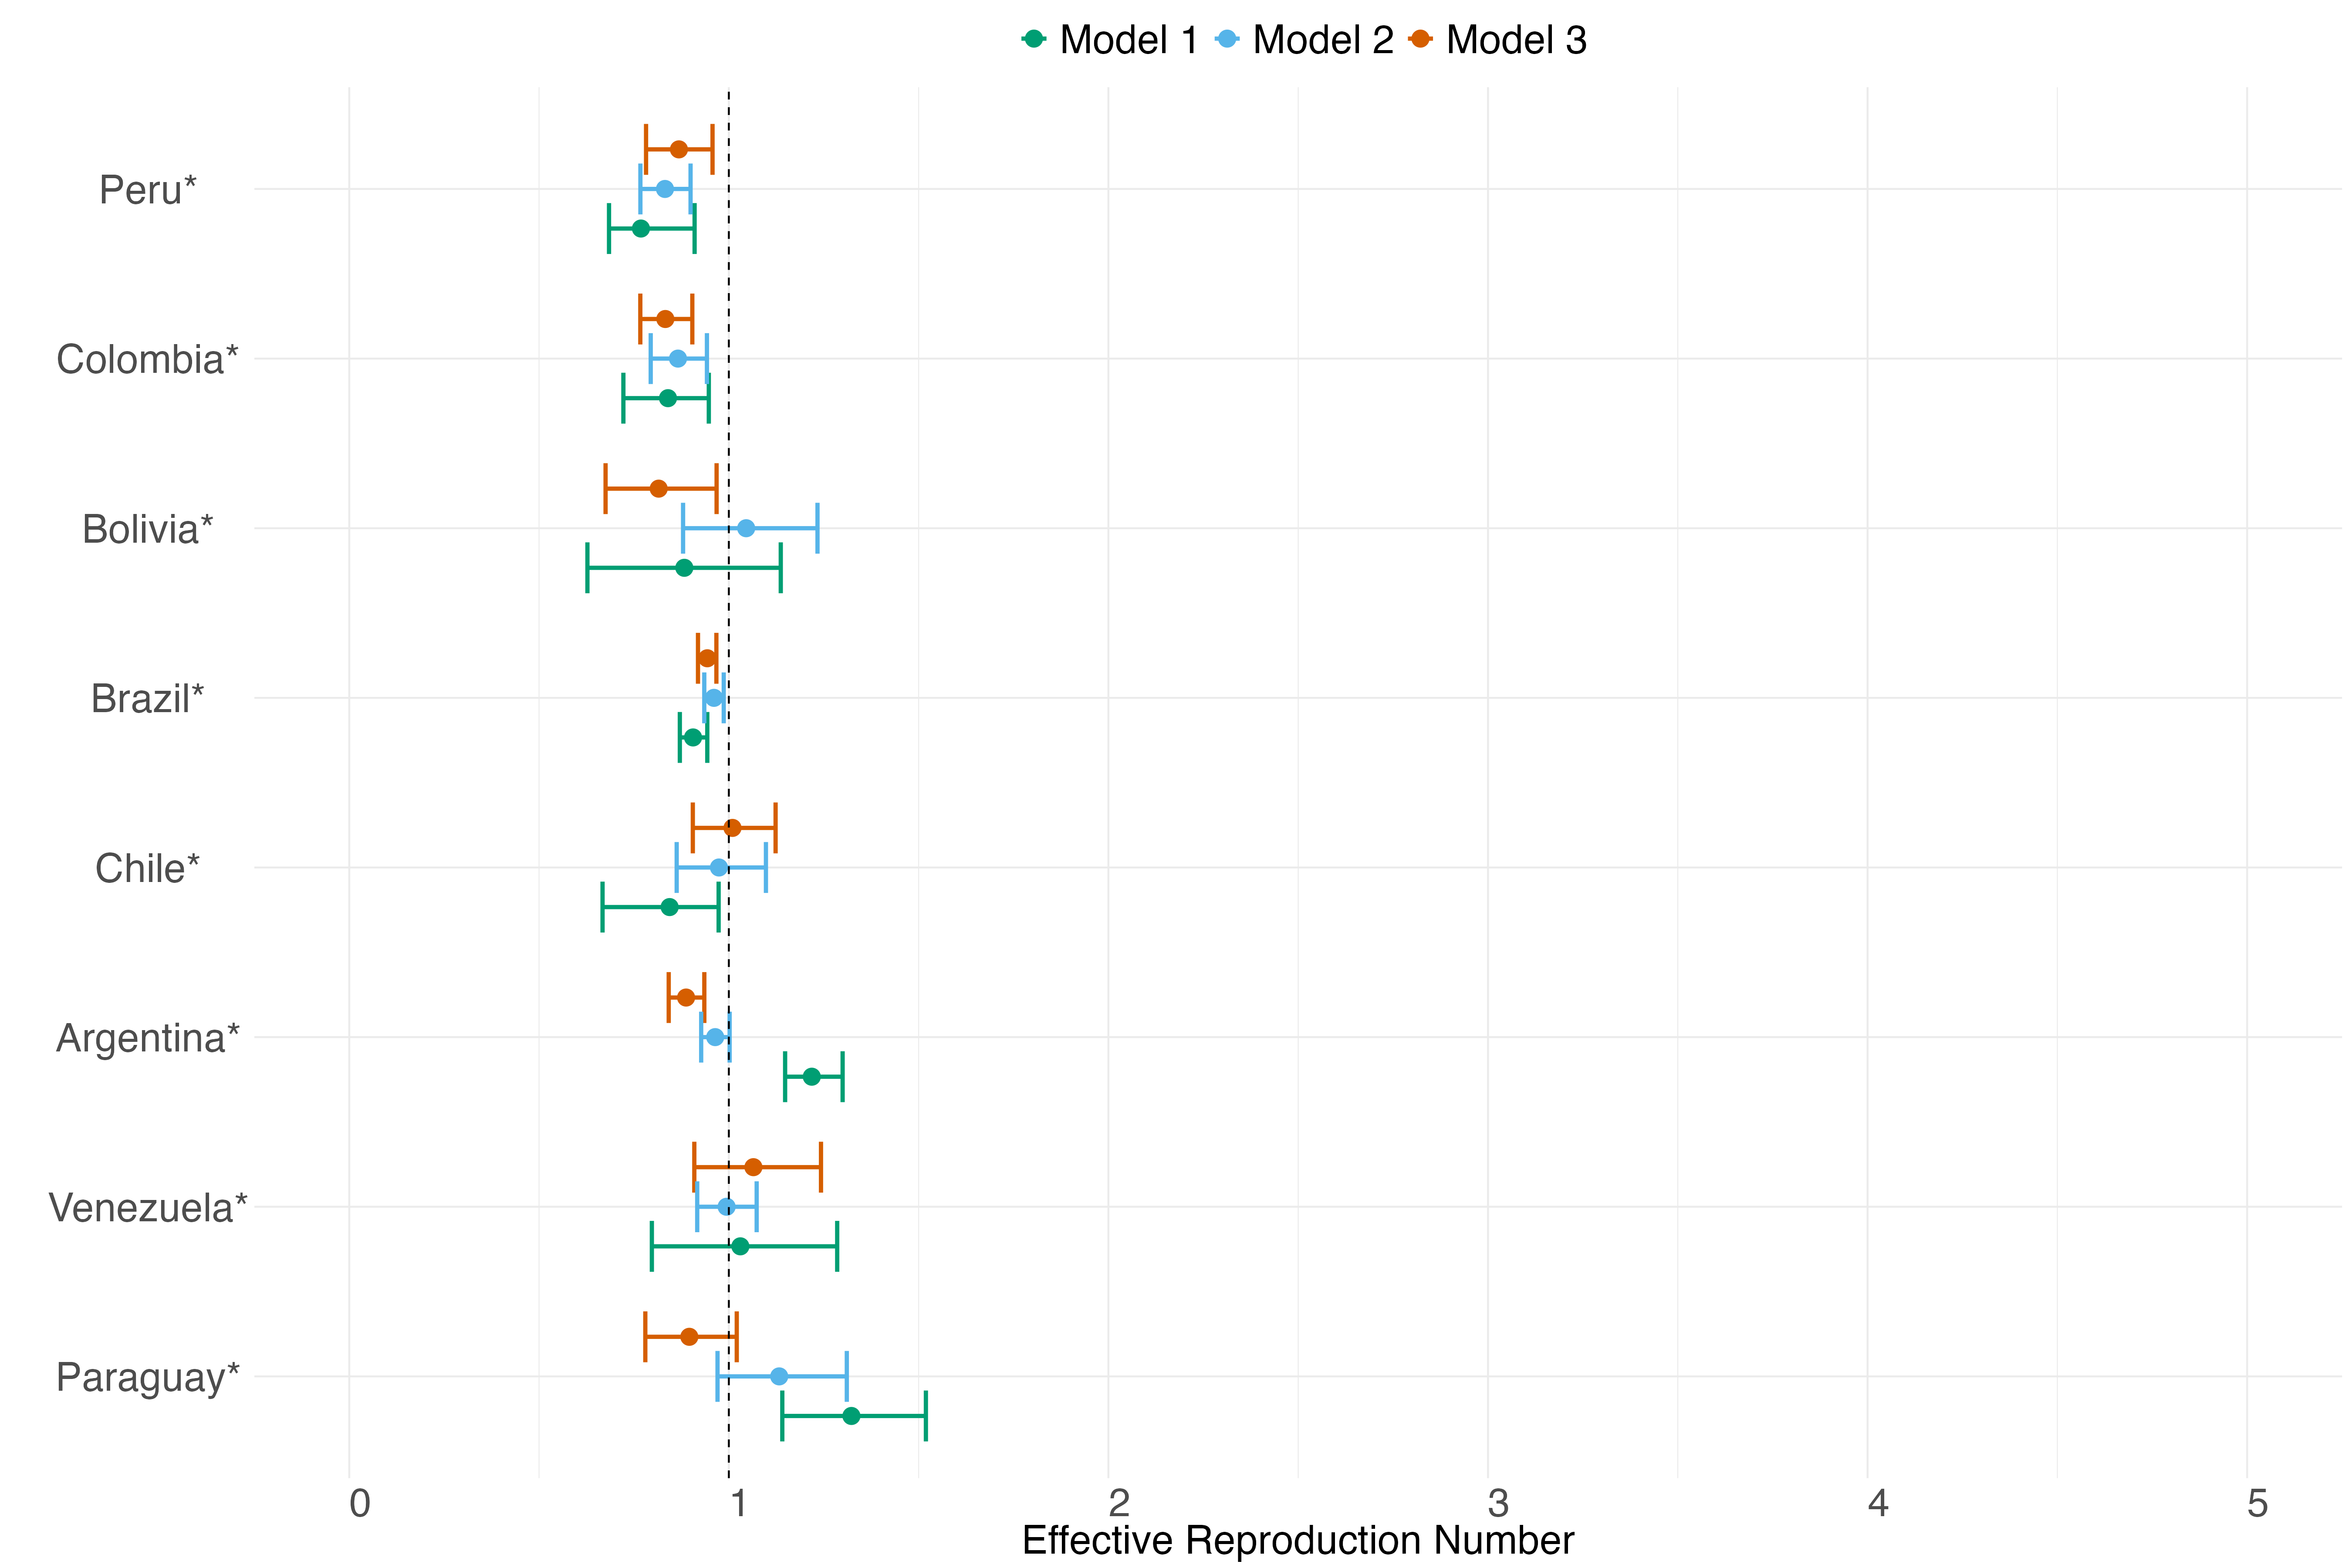 Model 1 Model 2 Model 3
Peru*
Colombia*
Bolivia*
Brazil*
Chile*
Argentina*
Venezuela*
Paraguay*
0 1 2 3 4 5
Effective Reproduction Number